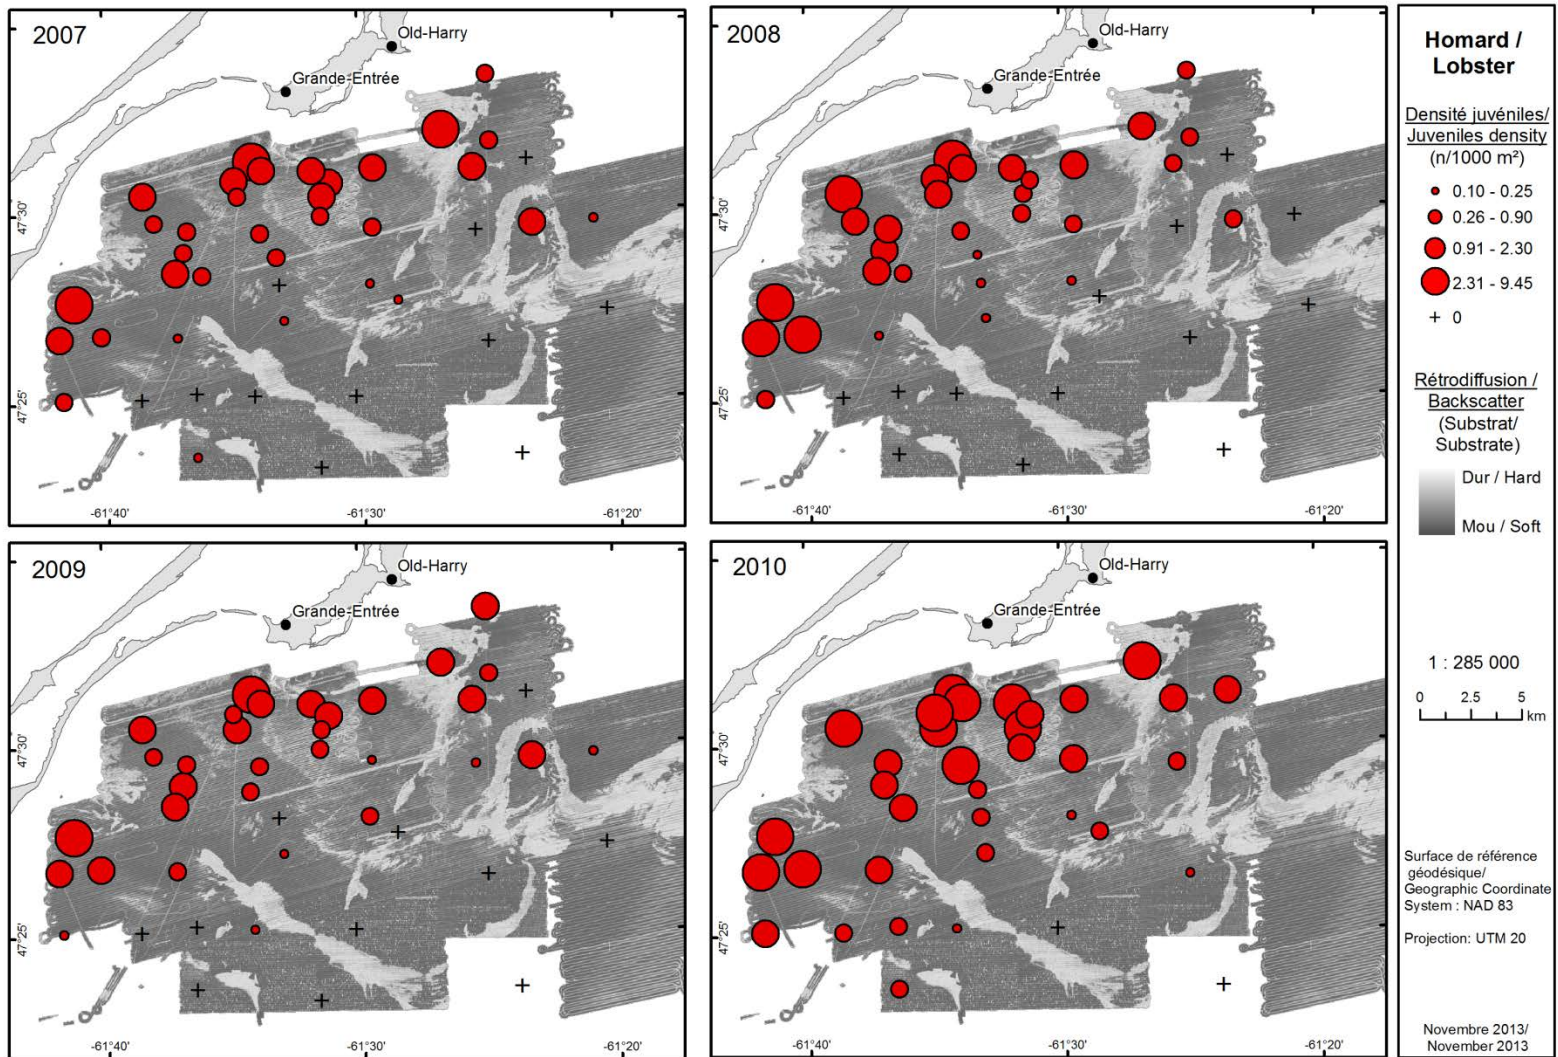 2007
Old-Harry
Grande-Entrée
47°30'
47°25'
-61°40'
-61°30'
-61°20'
2008
Old-Harry
Grande-Entrée
47°30'
47°25'
-61°40'
-61°30'
-61°20'
2009
Old-Harry
Grande-Entrée
47°30'
47°25'
-61°40'
-61°30'
-61°20'
2010
Old-Harry
Grande-Entrée
47°30'
47°25'
-61°40'
-61°30'
-61°20'
Homard /
Lobster
Densité juvéniles/
Juveniles density
(n/1000 m²)
0.10 - 0.25
0.26 - 0.90
0.91 - 2.30
2.31 - 9.45
0
Rétrodiffusion /
Backscatter
(Substrat/
Substrate)
Dur / Hard
Mou / Soft
1 : 285 000
0 2.5 5
km
Surface de référence
géodésique/
Geographic Coordinate
System : NAD 83
Projection: UTM 20
Novembre 2013/
November 2013